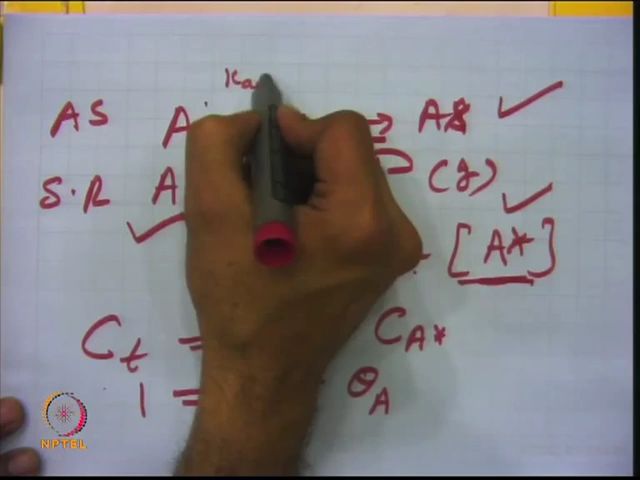 Ka
AS A → A*
S.R A (g)
[A*]
Ct = CA*
1 = θA
NPTEL